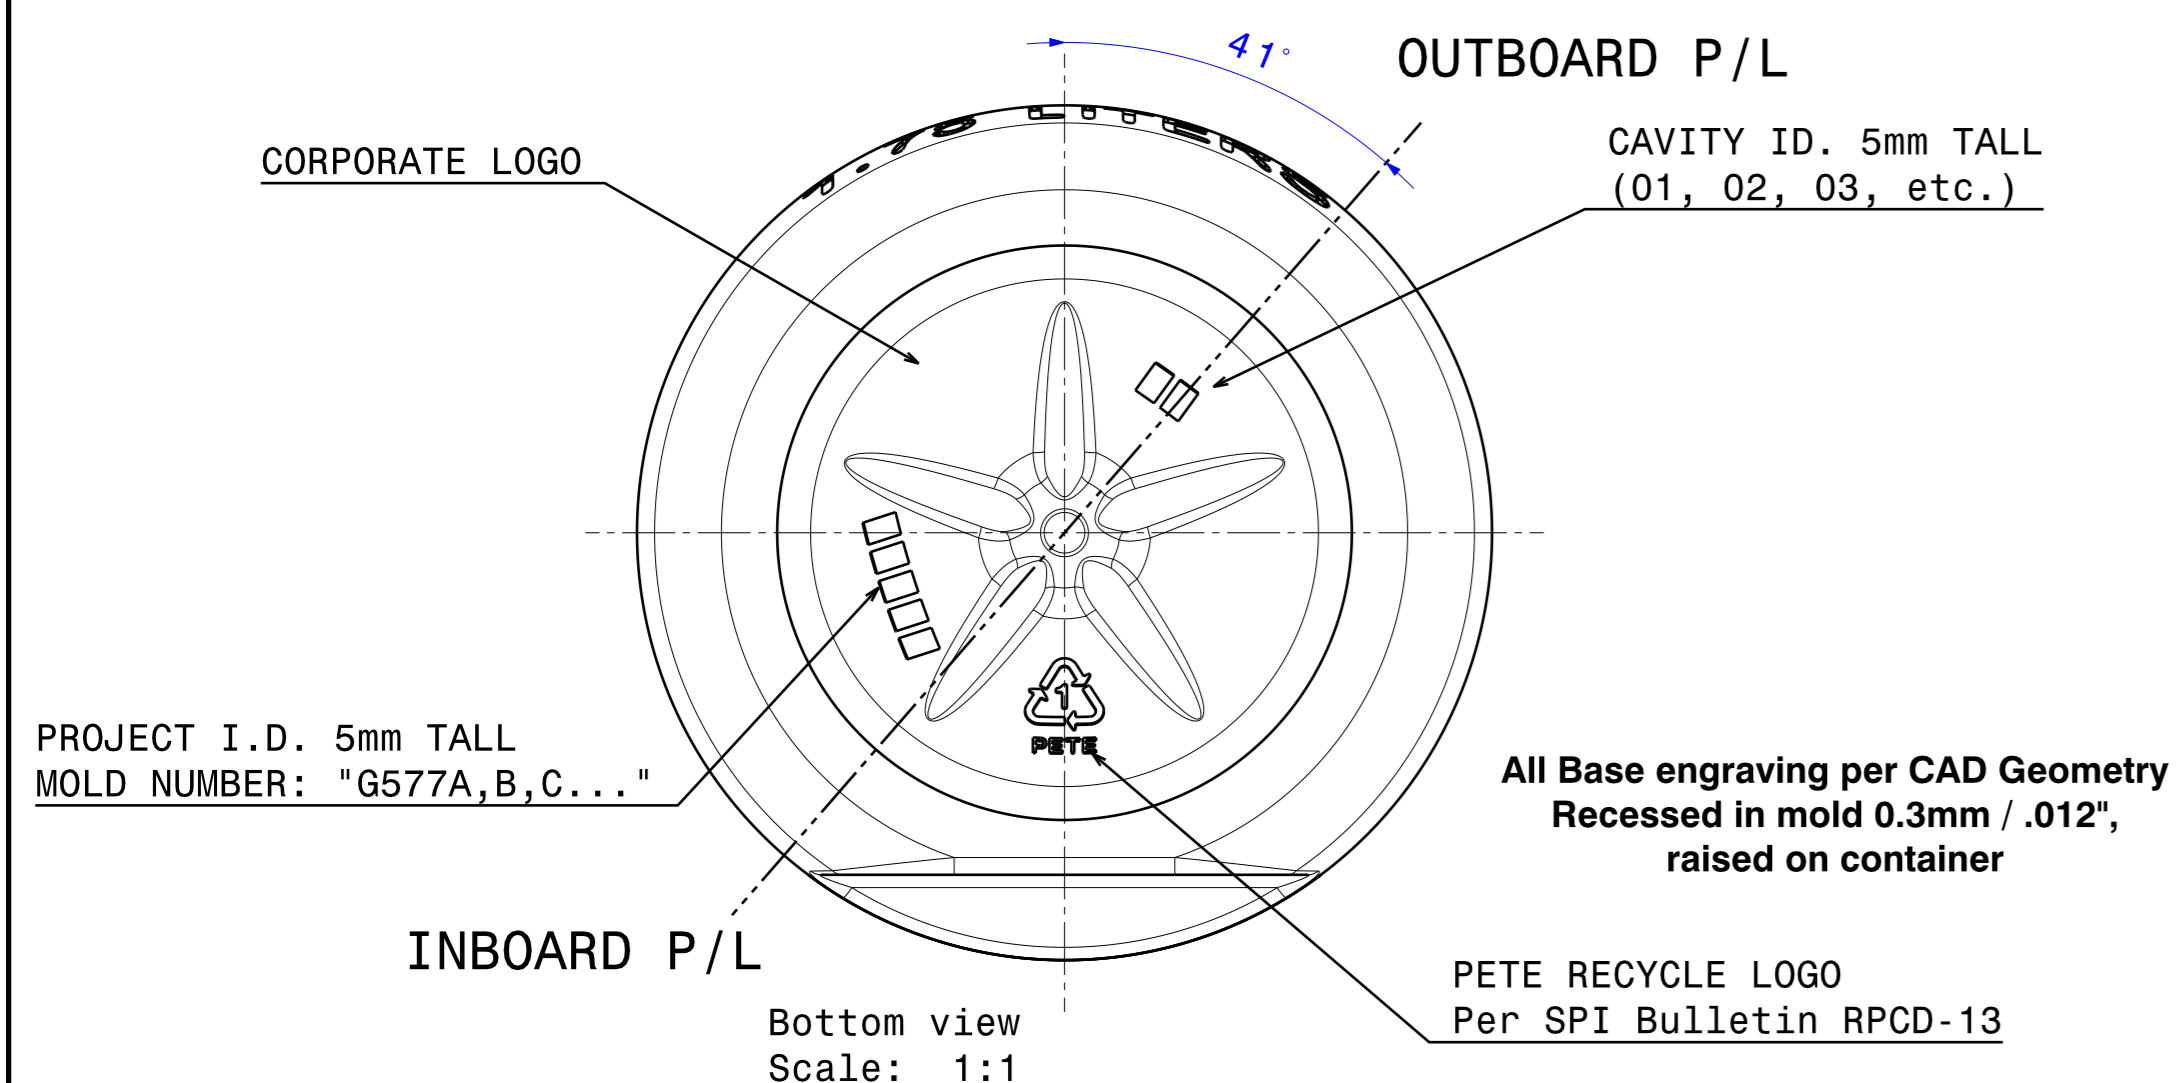 41°
OUTBOARD P/L
CORPORATE LOGO
CAVITY ID. 5mm TALL
(01, 02, 03, etc.)
1
PETE
PROJECT I.D. 5mm TALL
MOLD NUMBER: "G577A,B,C..."
All Base engraving per CAD Geometry
Recessed in mold 0.3mm / .012",
raised on container
INBOARD P/L
PETE RECYCLE LOGO
Per SPI Bulletin RPCD-13
Bottom view
Scale: 1:1